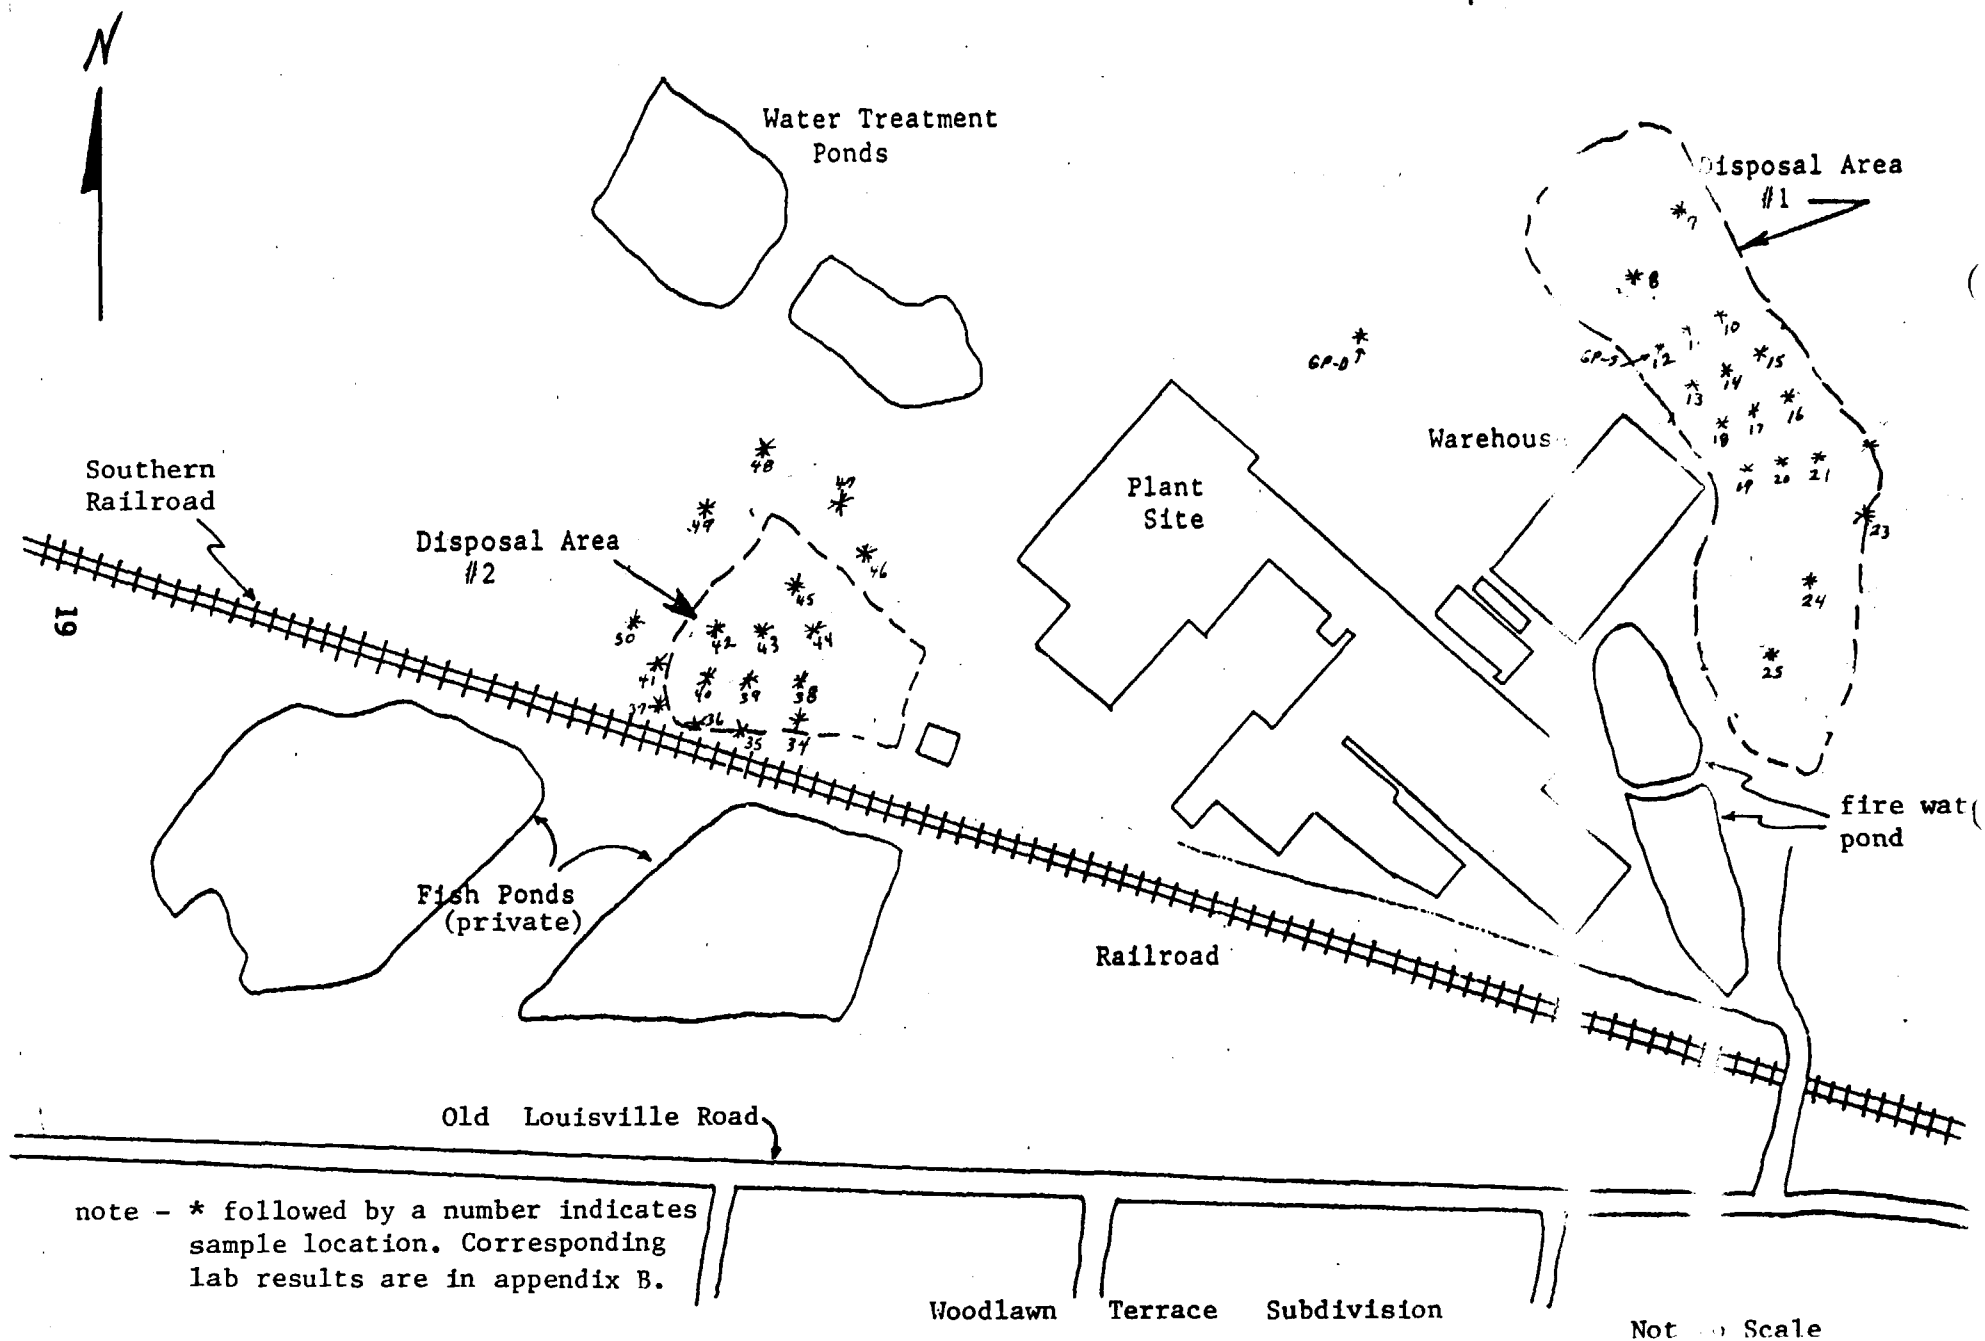 N
Water Treatment
Ponds
isposal Area
#1
*7
*8
*10
*12
*13
*14
*15
*16
*17
*18
*19
*20
*21
*23
*24
*25
GP-D
GP-S
Warehous
Plant
Site
Southern
Railroad
Disposal Area
#2
*48
*47
*49
*46
*45
*50
*42
*43
*44
*41
*40
*39
*38
*37
*36
*35
*34
19
fire wat
pond
Fish Ponds
(private)
Railroad
Old Louisville Road
note - * followed by a number indicates
sample location. Corresponding
lab results are in appendix B.
Woodlawn Terrace Subdivision
Not Scale